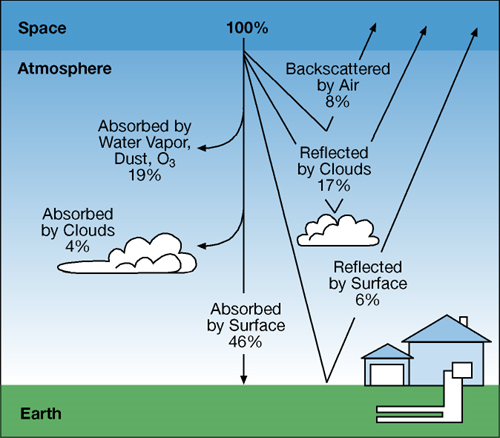 Space
100%
Atmosphere
Backscattered
by Air
8%
Absorbed by
Water Vapor,
Dust, O₃
19%
Reflected
by Clouds
17%
Absorbed
by Clouds
4%
Reflected
by Surface
6%
Absorbed
by Surface
46%
Earth